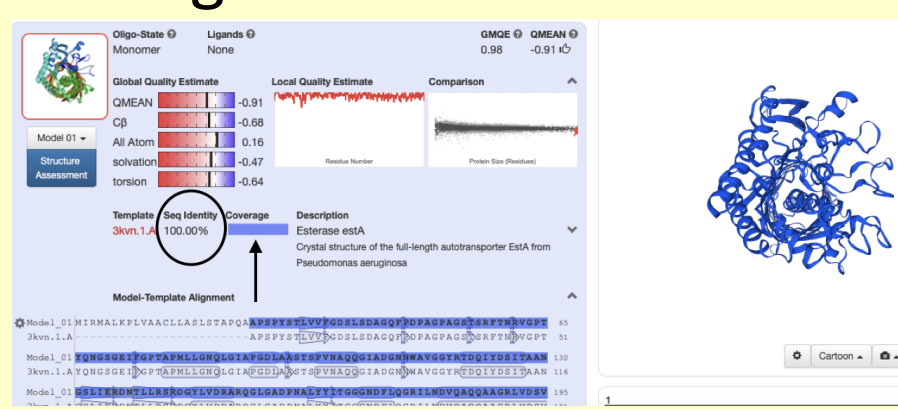 Oligo-State Ligands GMQE QMEAN
Monomer None 0.98 -0.91
Global Quality Estimate Local Quality Estimate Comparison
QMEAN -0.91
Cβ -0.68
All Atom 0.16
solvation -0.47
torsion -0.64
Residue Number Protein Size (Residues)
Model 01
Structure Assessment
Template Seq Identity Coverage Description
3kvn.1.A 100.00% Esterase estA
Crystal structure of the full-length autotransporter EstA from
Pseudomonas aeruginosa
Model-Template Alignment
Model_01 MIRMALKPLVAACLLASLSTAPQAAPSPYSTLVVFGDSLSDAGQFPDPAGPAGSTSRFTNRVGPT 65
3kvn.1.A APSPYSTLVVFGDSLSDAGQFPDPAGPAGSTSRFTNRVGPT 51
Model_01 YQNGSGEIFGPTAPMLLGNQLGIAPGDLAASTSPVNAQQGIADGNNWAVGGYRTDQIYDSITAAN 130
3kvn.1.A YQNGSGEIFGPTAPMLLGNQLGIAPGDLAASTSPVNAQQGIADGNNWAVGGYRTDQIYDSITAAN 116
Model_01 GSLIERDNTLLRSRDGYLVDRARQGLGADPNALYYITGGGNDFLQGRILNDVQAQQAAGRLVDSV 195
Cartoon
1